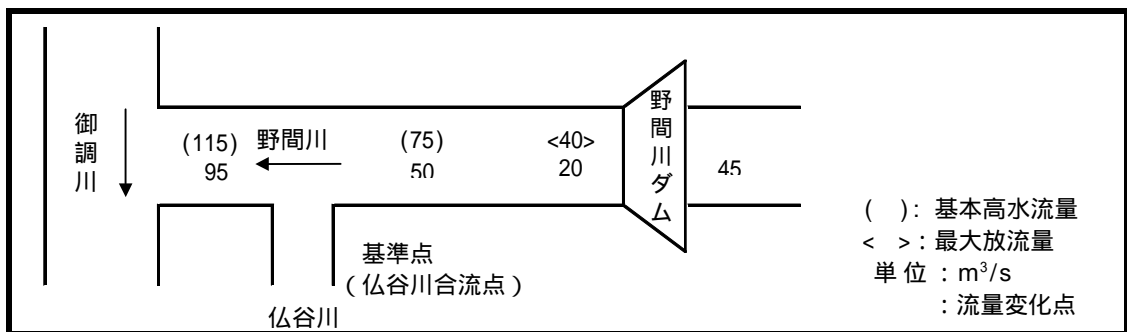 御調川
(115) 野間川 (75) <40>
95 50 20
野間川ダム
45
基準点
(仏谷川合流点)
仏谷川
( ): 基本高水流量
< >:最大放流量
単位:m³/s
:流量変化点